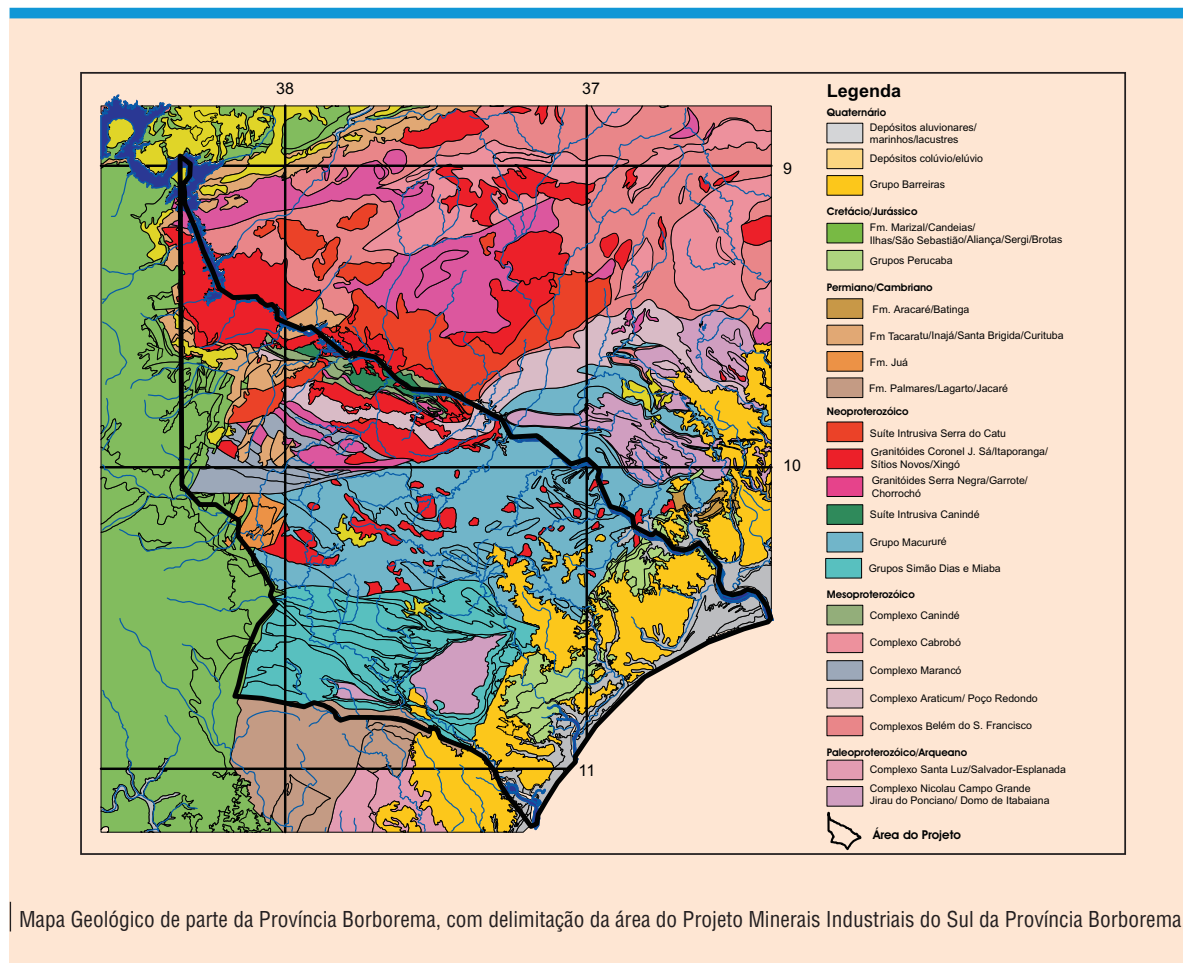 38
37
9
10
11
Legenda
Quaternário
Depósitos aluvionares/
marinhos/lacustres
Depósitos colúvio/elúvio
Grupo Barreiras
Cretácio/Jurássico
Fm. Marizal/Candeias/
Ilhas/São Sebastião/Aliança/Sergi/Brotas
Grupos Perucaba
Permiano/Cambriano
Fm. Aracaré/Batinga
Fm Tacaratu/Inajá/Santa Brigida/Curituba
Fm. Juá
Fm. Palmares/Lagarto/Jacaré
Neoproterozóico
Suíte Intrusiva Serra do Catu
Granitóides Coronel J. Sá/Itaporanga/
Sítios Novos/Xingó
Granitóides Serra Negra/Garrote/
Chorrochó
Suíte Intrusiva Canindé
Grupo Macururé
Grupos Simão Dias e Miaba
Mesoproterozóico
Complexo Canindé
Complexo Cabrobó
Complexo Marancó
Complexo Araticum/ Poço Redondo
Complexos Belém do S. Francisco
Paleoproterozóico/Arqueano
Complexo Santa Luz/Salvador-Esplanada
Complexo Nicolau Campo Grande
Jirau do Ponciano/ Domo de Itabaiana
Área do Projeto
Mapa Geológico de parte da Província Borborema, com delimitação da área do Projeto Minerais Industriais do Sul da Província Borborema